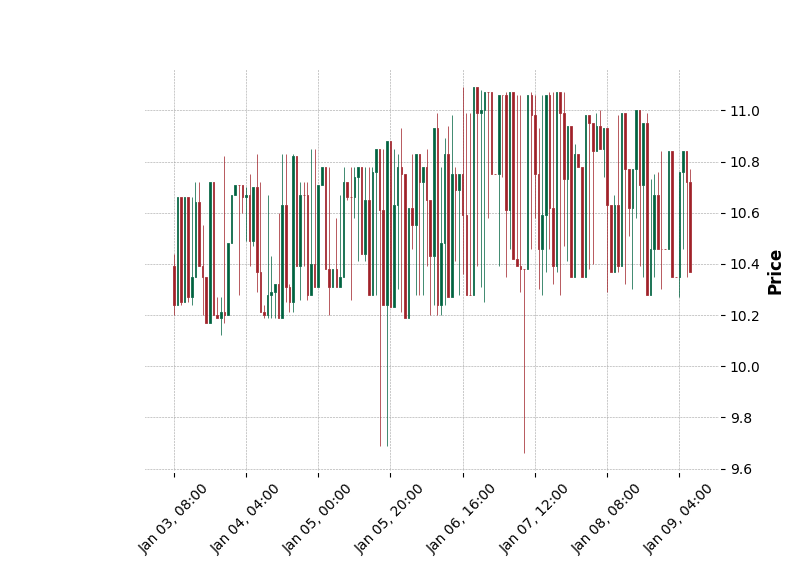 11.0
10.8
10.6
10.4
10.2
10.0
9.8
9.6
Price
Jan 03, 08:00
Jan 04, 04:00
Jan 05, 00:00
Jan 05, 20:00
Jan 06, 16:00
Jan 07, 12:00
Jan 08, 08:00
Jan 09, 04:00